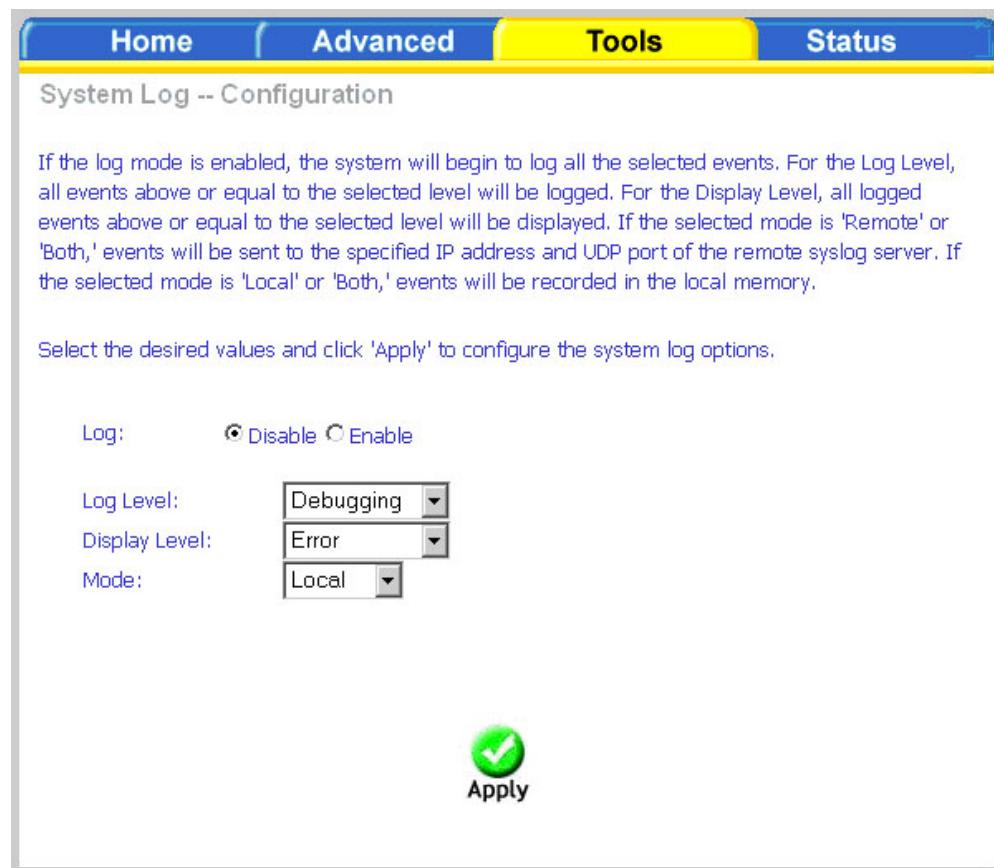 Home Advanced Tools Status
System Log -- Configuration
If the log mode is enabled, the system will begin to log all the selected events. For the Log Level,
all events above or equal to the selected level will be logged. For the Display Level, all logged
events above or equal to the selected level will be displayed. If the selected mode is 'Remote' or
'Both,' events will be sent to the specified IP address and UDP port of the remote syslog server. If
the selected mode is 'Local' or 'Both,' events will be recorded in the local memory.
Select the desired values and click 'Apply' to configure the system log options.
Log: Disable Enable
Log Level: Debugging
Display Level: Error
Mode: Local
Apply